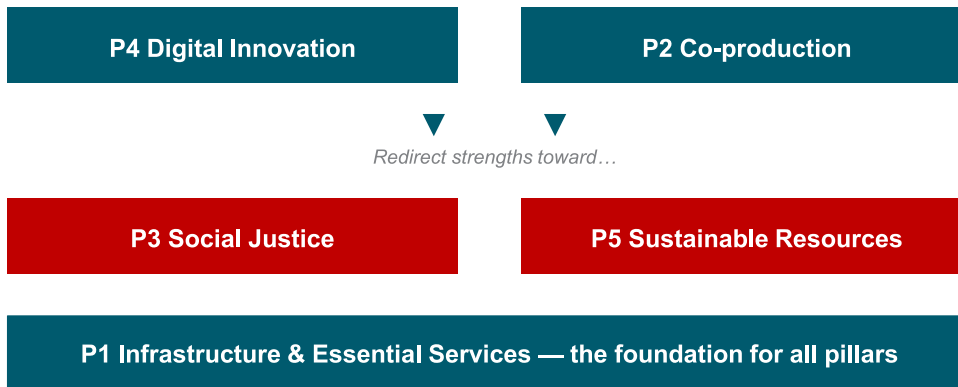 P4 Digital Innovation
P2 Co-production
Redirect strengths toward…
P3 Social Justice
P5 Sustainable Resources
P1 Infrastructure & Essential Services — the foundation for all pillars